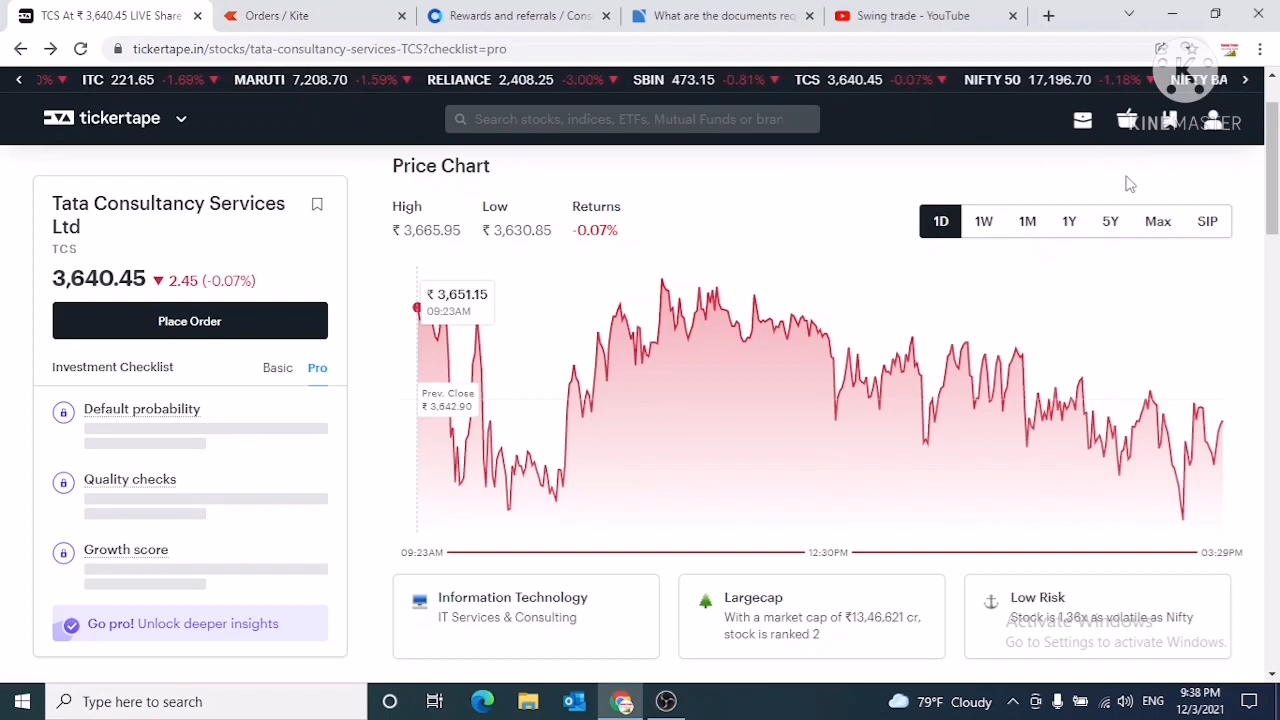 TCS At ₹ 3,640.45 LIVE Share
Orders / Kite
Rewards and referrals / Cons
What are the documents req
Swing trade - YouTube
tickertape.in/stocks/tata-consultancy-services-TCS?checklist=pro
0% ITC 221.65 -1.69% MARUTI 7,208.70 -1.59% RELIANCE 2,408.25 -3.00% SBIN 473.15 -0.81% TCS 3,640.45 -0.07% NIFTY 50 17,196.70 -1.18% NIFTY BA
tickertape
Search stocks, indices, ETFs, Mutual Funds or bran
K
KINEMASTER
Tata Consultancy Services
Ltd
TCS
3,640.45 2.45 (-0.07%)
Place Order
Investment Checklist Basic Pro
Default probability
Quality checks
Growth score
Go pro! Unlock deeper insights
Price Chart
High Low Returns
₹ 3,665.95 ₹ 3,630.85 -0.07%
1D 1W 1M 1Y 5Y Max SIP
₹ 3,651.15
09:23AM
Prev. Close
₹ 3,642.90
09:23AM 12:30PM 03:29PM
Information Technology
IT Services & Consulting
Largecap
With a market cap of ₹13,46,621 cr,
stock is ranked 2
Low Risk
Stock is 1.36x as volatile as Nifty
Activate Windows
Go to Settings to activate Windows.
Type here to search
79°F Cloudy
ENG
9:38 PM
12/3/2021